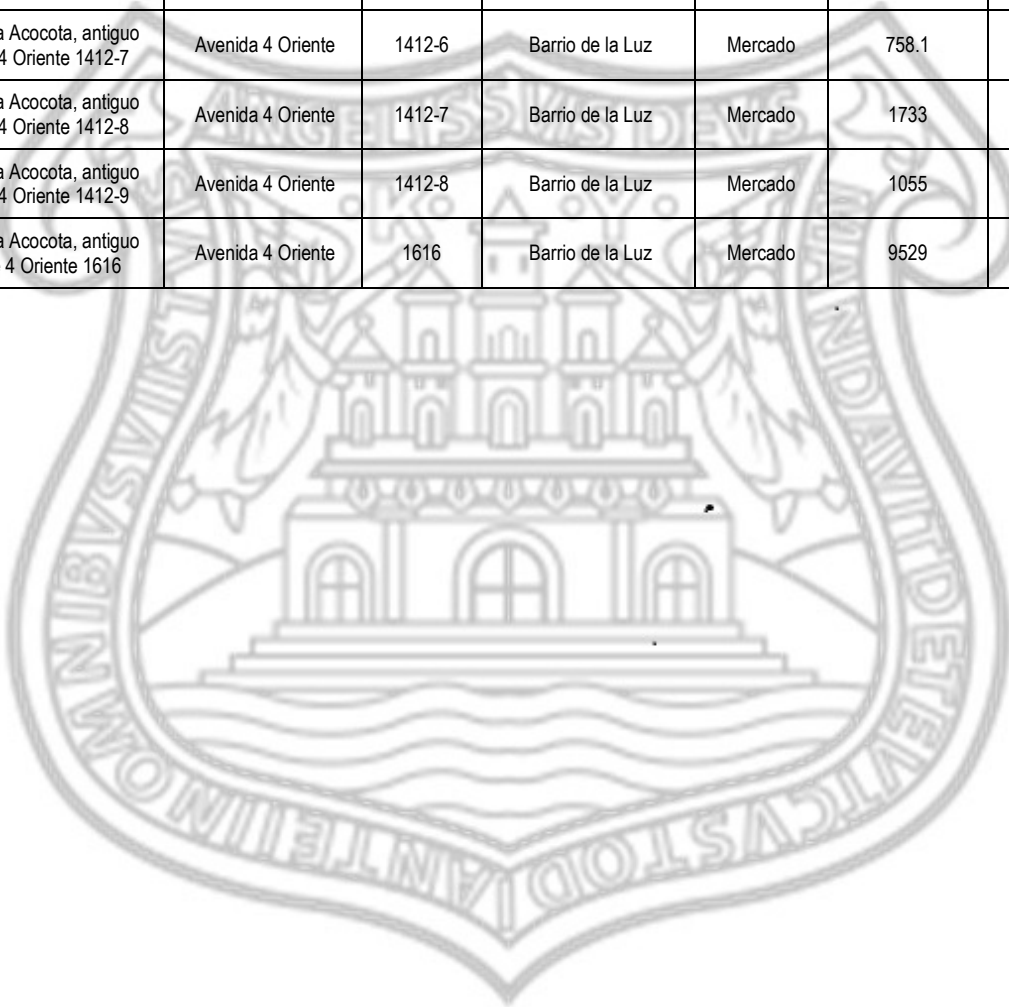 a Acocota, antiguo
4 Oriente 1412-7 Avenida 4 Oriente 1412-6 Barrio de la Luz Mercado 758.1
a Acocota, antiguo
4 Oriente 1412-8 Avenida 4 Oriente 1412-7 Barrio de la Luz Mercado 1733
a Acocota, antiguo
4 Oriente 1412-9 Avenida 4 Oriente 1412-8 Barrio de la Luz Mercado 1055
a Acocota, antiguo
4 Oriente 1616 Avenida 4 Oriente 1616 Barrio de la Luz Mercado 9529
K V